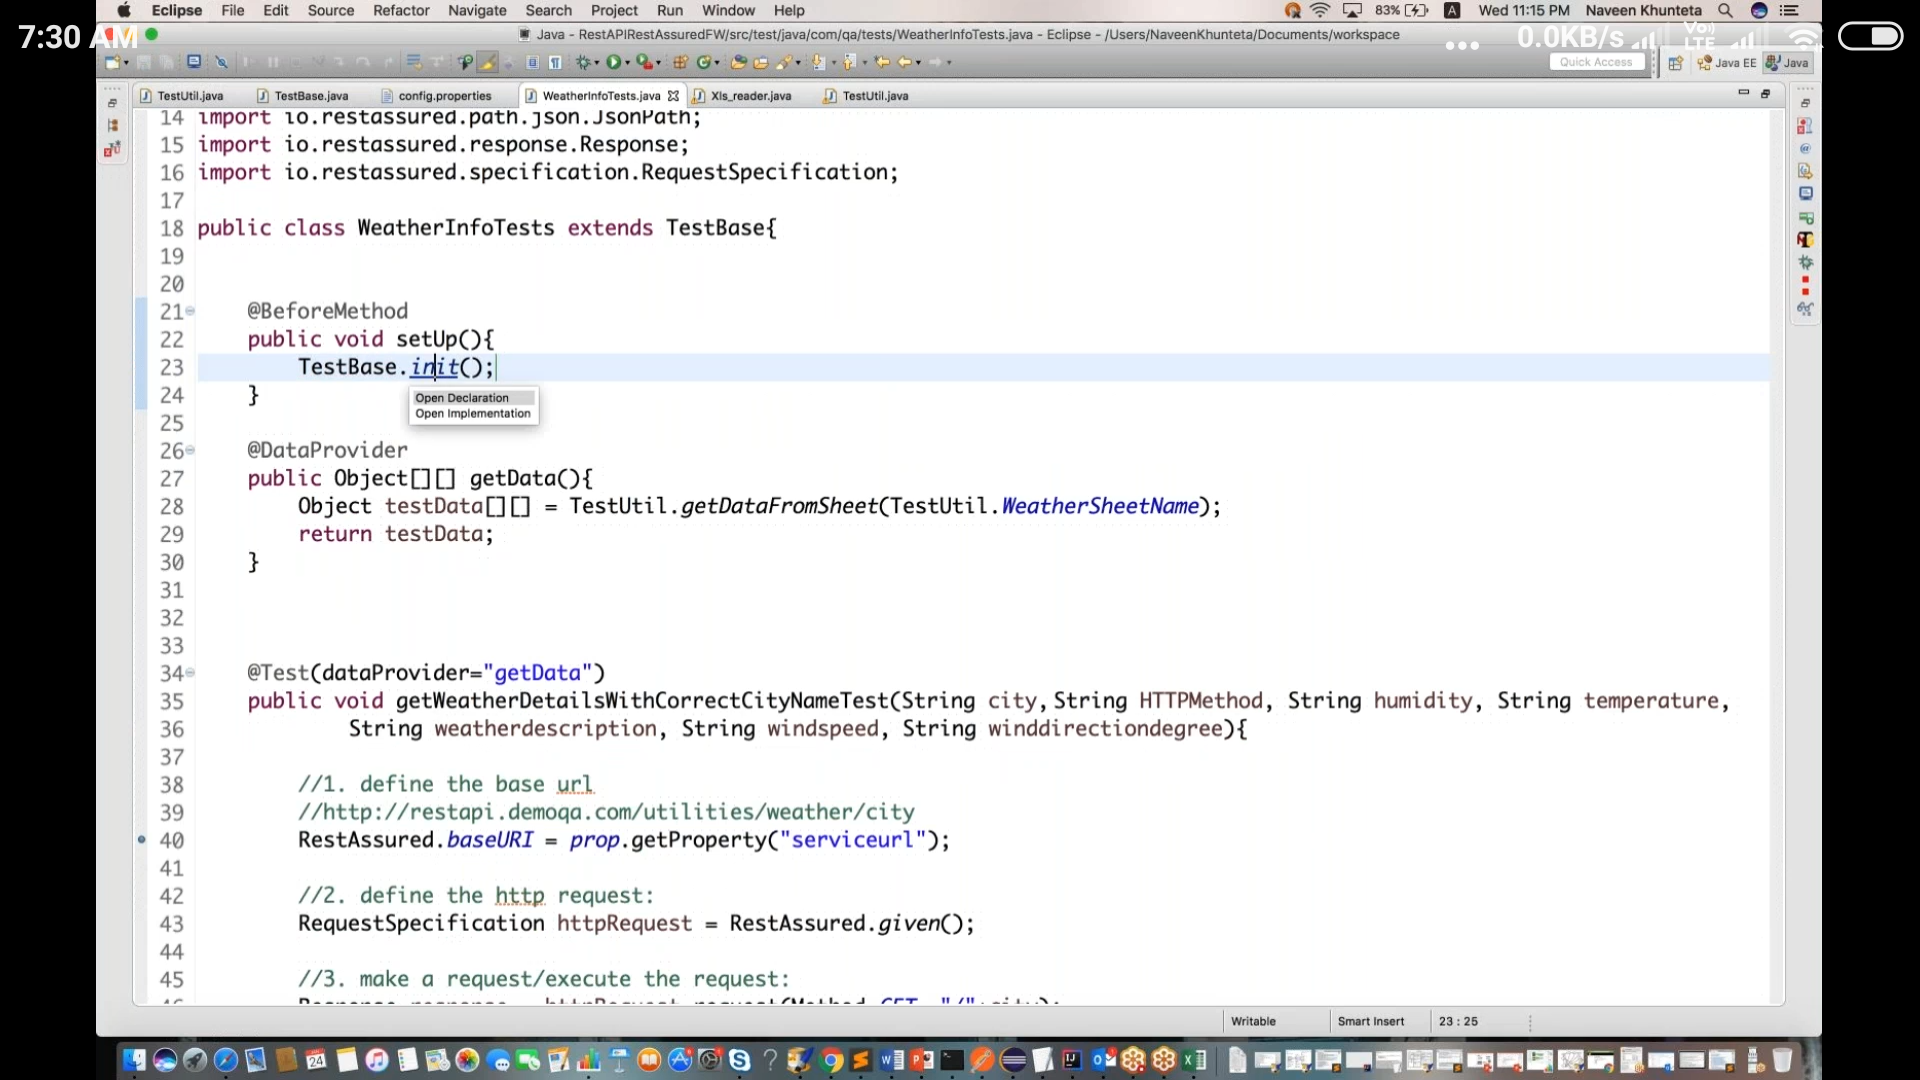 Eclipse File Edit Source Refactor Navigate Search Project Run Window Help 83% A Wed 11:15 PM Naveen Khunteta
7:30 AM
Java - RestAPIRestAssuredFW/src/test/java/com/qa/tests/WeatherInfoTests.java - Eclipse - /Users/NaveenKhunteta/Documents/workspace
... 0.0KB/s Vo) LTE
Quick Access Java EE Java
TestUtil.java TestBase.java config.properties WeatherInfoTests.java Xls_reader.java TestUtil.java
14 import io.restassured.path.json.JsonPath;
15 import io.restassured.response.Response;
16 import io.restassured.specification.RequestSpecification;
17
18 public class WeatherInfoTests extends TestBase{
19
20
21 @BeforeMethod
22 public void setUp(){
23 TestBase.init();
24 }
Open Declaration
Open Implementation
25
26 @DataProvider
27 public Object[][] getData(){
28 Object testData[][] = TestUtil.getDataFromSheet(TestUtil.WeatherSheetName);
29 return testData;
30 }
31
32
33
34 @Test(dataProvider="getData")
35 public void getWeatherDetailsWithCorrectCityNameTest(String city,String HTTPMethod, String humidity, String temperature,
36 String weatherdescription, String windspeed, String winddirectiondegree){
37
38 //1. define the base url
39 //http://restapi.demoqa.com/utilities/weather/city
40 RestAssured.baseURI = prop.getProperty("serviceurl");
41
42 //2. define the http request:
43 RequestSpecification httpRequest = RestAssured.given();
44
45 //3. make a request/execute the request:
Writable Smart Insert 23 : 25